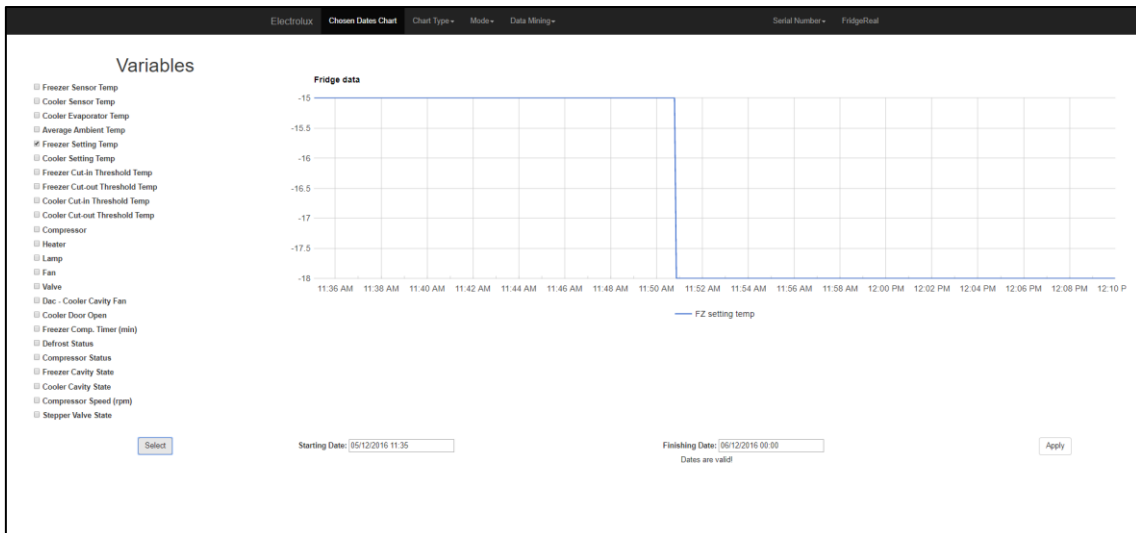 Electrolux Chosen Dates Chart Chart Type Mode Data Mining Serial Number FridgeReal
Variables
Freezer Sensor Temp
Cooler Sensor Temp
Cooler Evaporator Temp
Average Ambient Temp
Freezer Setting Temp
Cooler Setting Temp
Freezer Cut-in Threshold Temp
Freezer Cut-out Threshold Temp
Cooler Cut-in Threshold Temp
Cooler Cut-out Threshold Temp
Compressor
Heater
Lamp
Fan
Valve
Dac - Cooler Cavity Fan
Cooler Door Open
Freezer Comp. Timer (min)
Defrost Status
Compressor Status
Freezer Cavity State
Cooler Cavity State
Compressor Speed (rpm)
Stepper Valve State
Select
Fridge data
-15
-15.5
-16
-16.5
-17
-17.5
-18
11:36 AM 11:38 AM 11:40 AM 11:42 AM 11:44 AM 11:46 AM 11:48 AM 11:50 AM 11:52 AM 11:54 AM 11:56 AM 11:58 AM 12:00 PM 12:02 PM 12:04 PM 12:06 PM 12:08 PM 12:10 P
FZ setting temp
Starting Date: 05/12/2016 11:35 Finishing Date: 06/12/2016 00:00 Apply
Dates are valid!